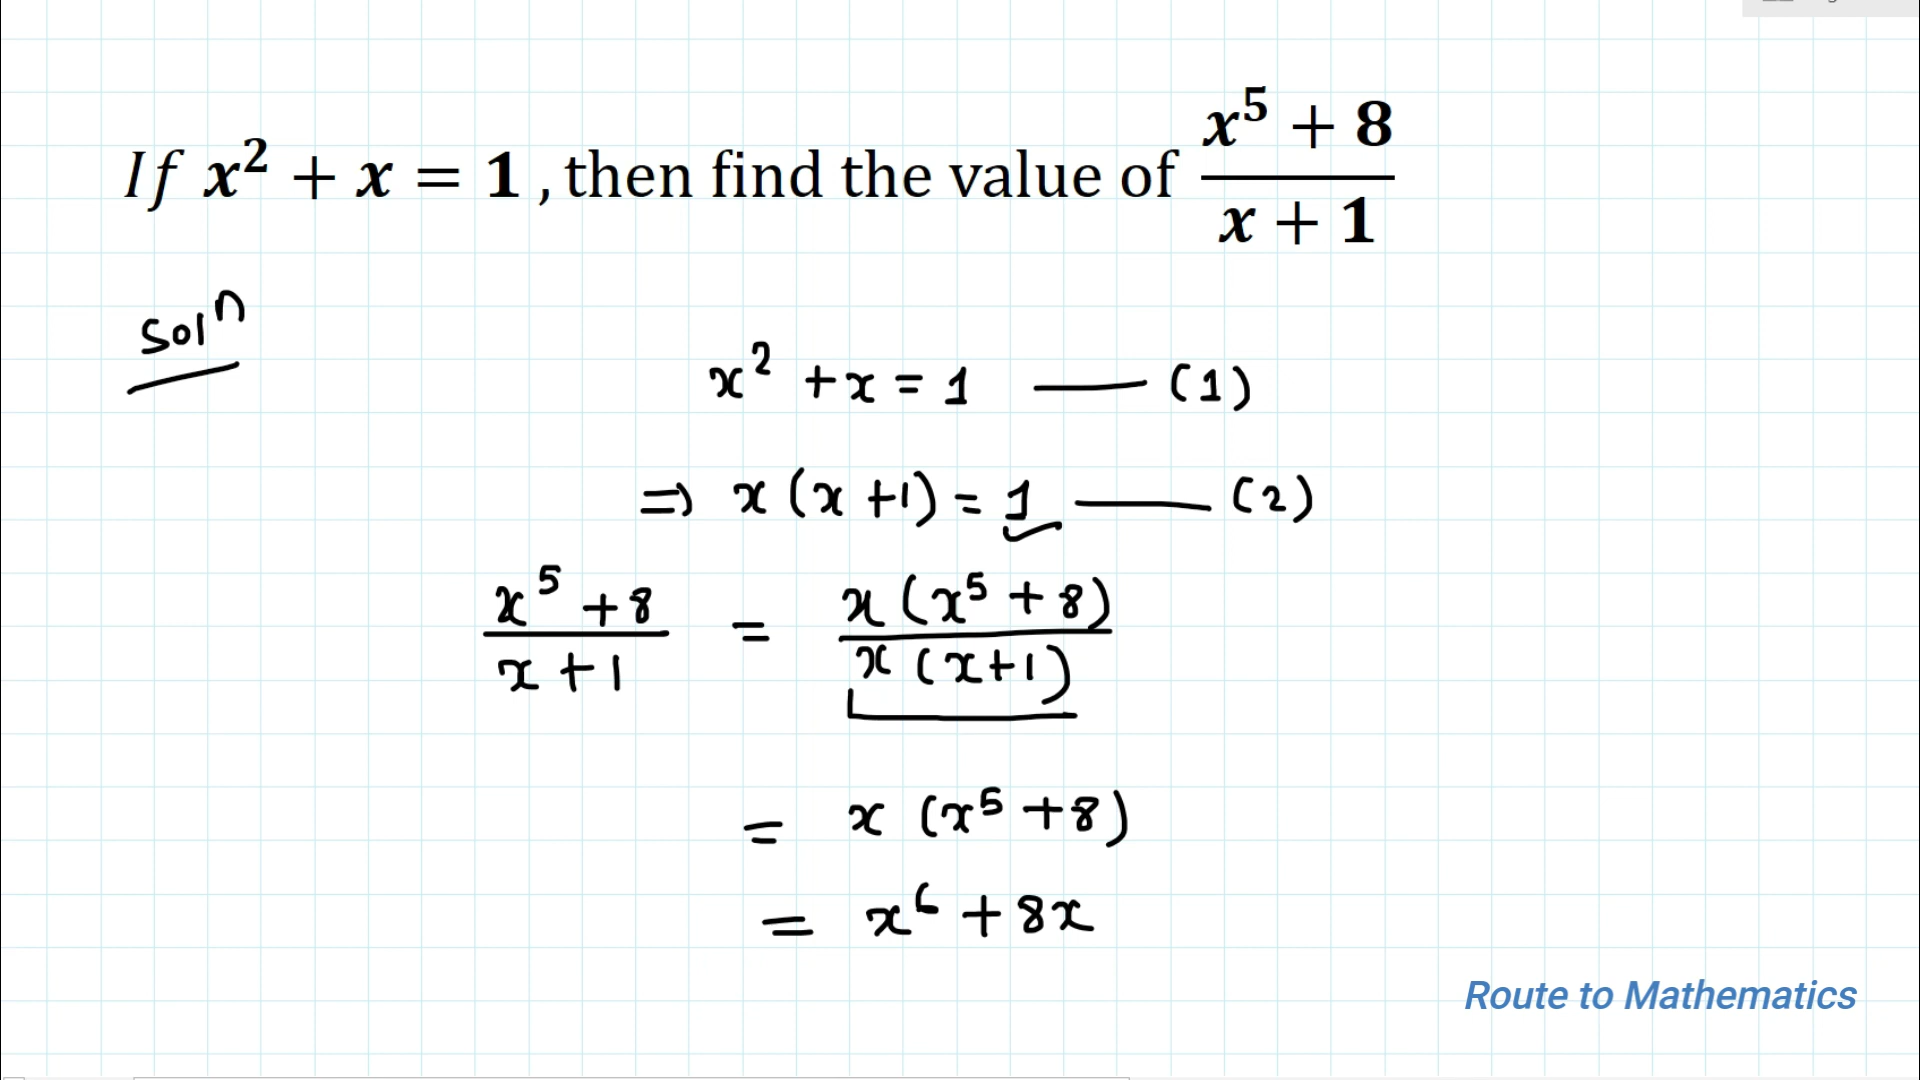 If x² + x = 1 , then find the value of (x⁵ + 8)/(x + 1)
Solⁿ
x² + x = 1 —— (1)
⇒ x (x + 1) = 1 —— (2)
(x⁵ + 8)/(x + 1) = x (x⁵ + 8)/x (x + 1)
= x (x⁵ + 8)
= x⁶ + 8x
Route to Mathematics